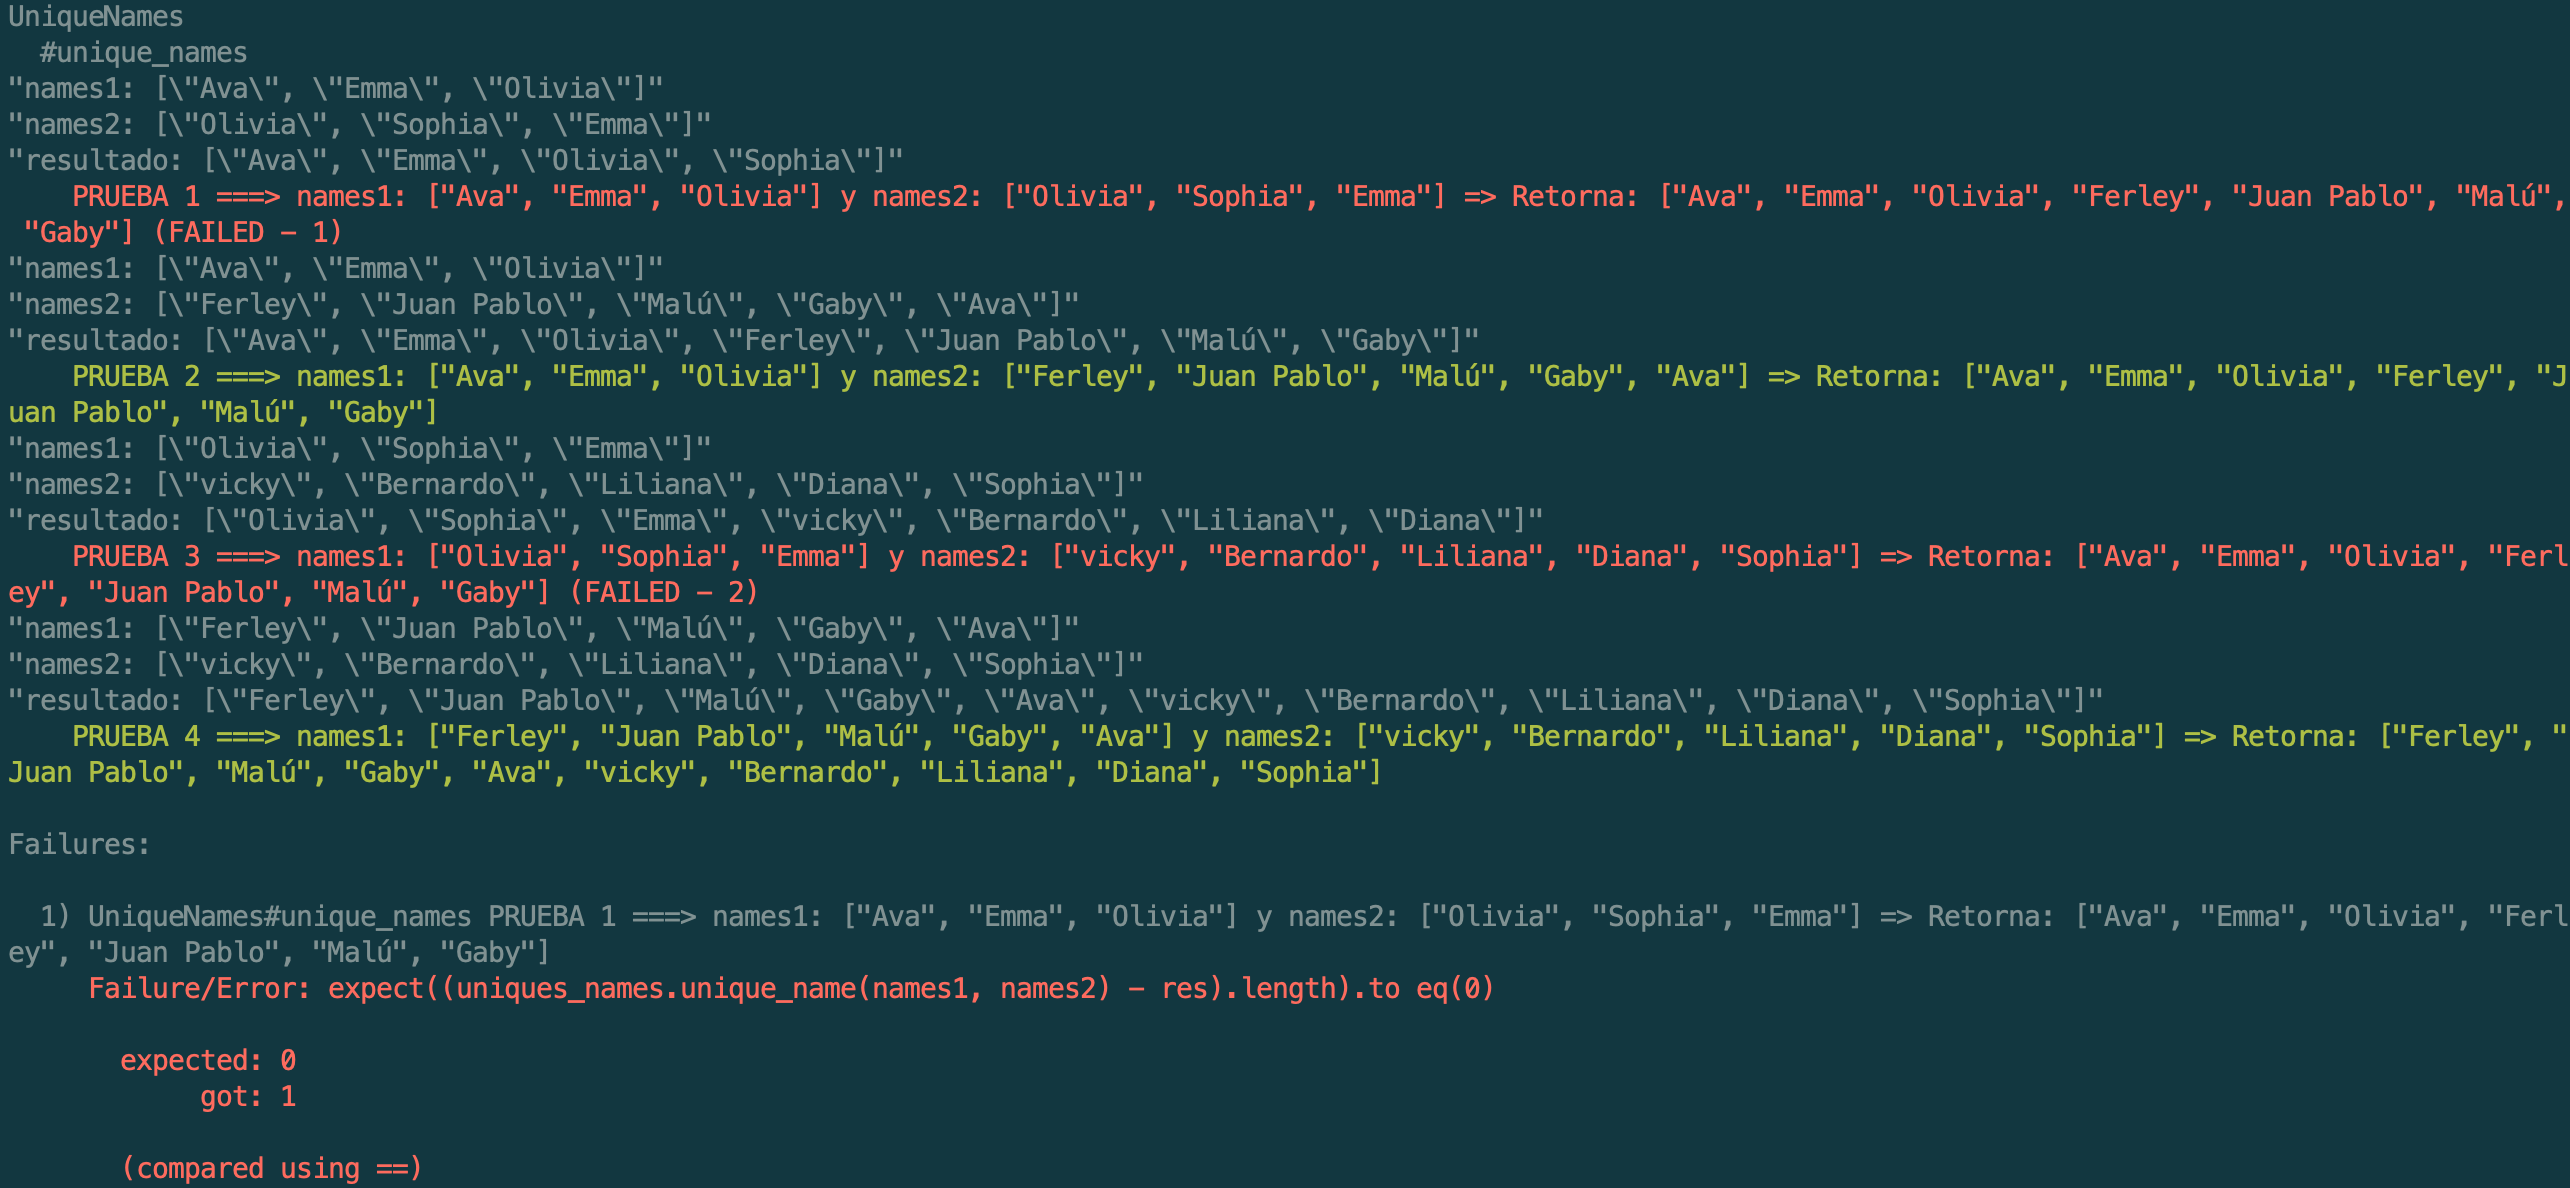 UniqueNames
  #unique_names
"names1: [\"Ava\", \"Emma\", \"Olivia\"]"
"names2: [\"Olivia\", \"Sophia\", \"Emma\"]"
"resultado: [\"Ava\", \"Emma\", \"Olivia\", \"Sophia\"]"
    PRUEBA 1 ===> names1: ["Ava", "Emma", "Olivia"] y names2: ["Olivia", "Sophia", "Emma"] => Retorna: ["Ava", "Emma", "Olivia", "Ferley", "Juan Pablo", "Malú",
 "Gaby"] (FAILED - 1)
"names1: [\"Ava\", \"Emma\", \"Olivia\"]"
"names2: [\"Ferley\", \"Juan Pablo\", \"Malú\", \"Gaby\", \"Ava\"]"
"resultado: [\"Ava\", \"Emma\", \"Olivia\", \"Ferley\", \"Juan Pablo\", \"Malú\", \"Gaby\"]"
    PRUEBA 2 ===> names1: ["Ava", "Emma", "Olivia"] y names2: ["Ferley", "Juan Pablo", "Malú", "Gaby", "Ava"] => Retorna: ["Ava", "Emma", "Olivia", "Ferley", "J
uan Pablo", "Malú", "Gaby"]
"names1: [\"Olivia\", \"Sophia\", \"Emma\"]"
"names2: [\"vicky\", \"Bernardo\", \"Liliana\", \"Diana\", \"Sophia\"]"
"resultado: [\"Olivia\", \"Sophia\", \"Emma\", \"vicky\", \"Bernardo\", \"Liliana\", \"Diana\"]"
    PRUEBA 3 ===> names1: ["Olivia", "Sophia", "Emma"] y names2: ["vicky", "Bernardo", "Liliana", "Diana", "Sophia"] => Retorna: ["Ava", "Emma", "Olivia", "Ferl
ey", "Juan Pablo", "Malú", "Gaby"] (FAILED - 2)
"names1: [\"Ferley\", \"Juan Pablo\", \"Malú\", \"Gaby\", \"Ava\"]"
"names2: [\"vicky\", \"Bernardo\", \"Liliana\", \"Diana\", \"Sophia\"]"
"resultado: [\"Ferley\", \"Juan Pablo\", \"Malú\", \"Gaby\", \"Ava\", \"vicky\", \"Bernardo\", \"Liliana\", \"Diana\", \"Sophia\"]"
    PRUEBA 4 ===> names1: ["Ferley", "Juan Pablo", "Malú", "Gaby", "Ava"] y names2: ["vicky", "Bernardo", "Liliana", "Diana", "Sophia"] => Retorna: ["Ferley", "
Juan Pablo", "Malú", "Gaby", "Ava", "vicky", "Bernardo", "Liliana", "Diana", "Sophia"]
Failures:
  1) UniqueNames#unique_names PRUEBA 1 ===> names1: ["Ava", "Emma", "Olivia"] y names2: ["Olivia", "Sophia", "Emma"] => Retorna: ["Ava", "Emma", "Olivia", "Ferl
ey", "Juan Pablo", "Malú", "Gaby"]
     Failure/Error: expect((uniques_names.unique_name(names1, names2) - res).length).to eq(0)
       expected: 0
            got: 1
       (compared using ==)